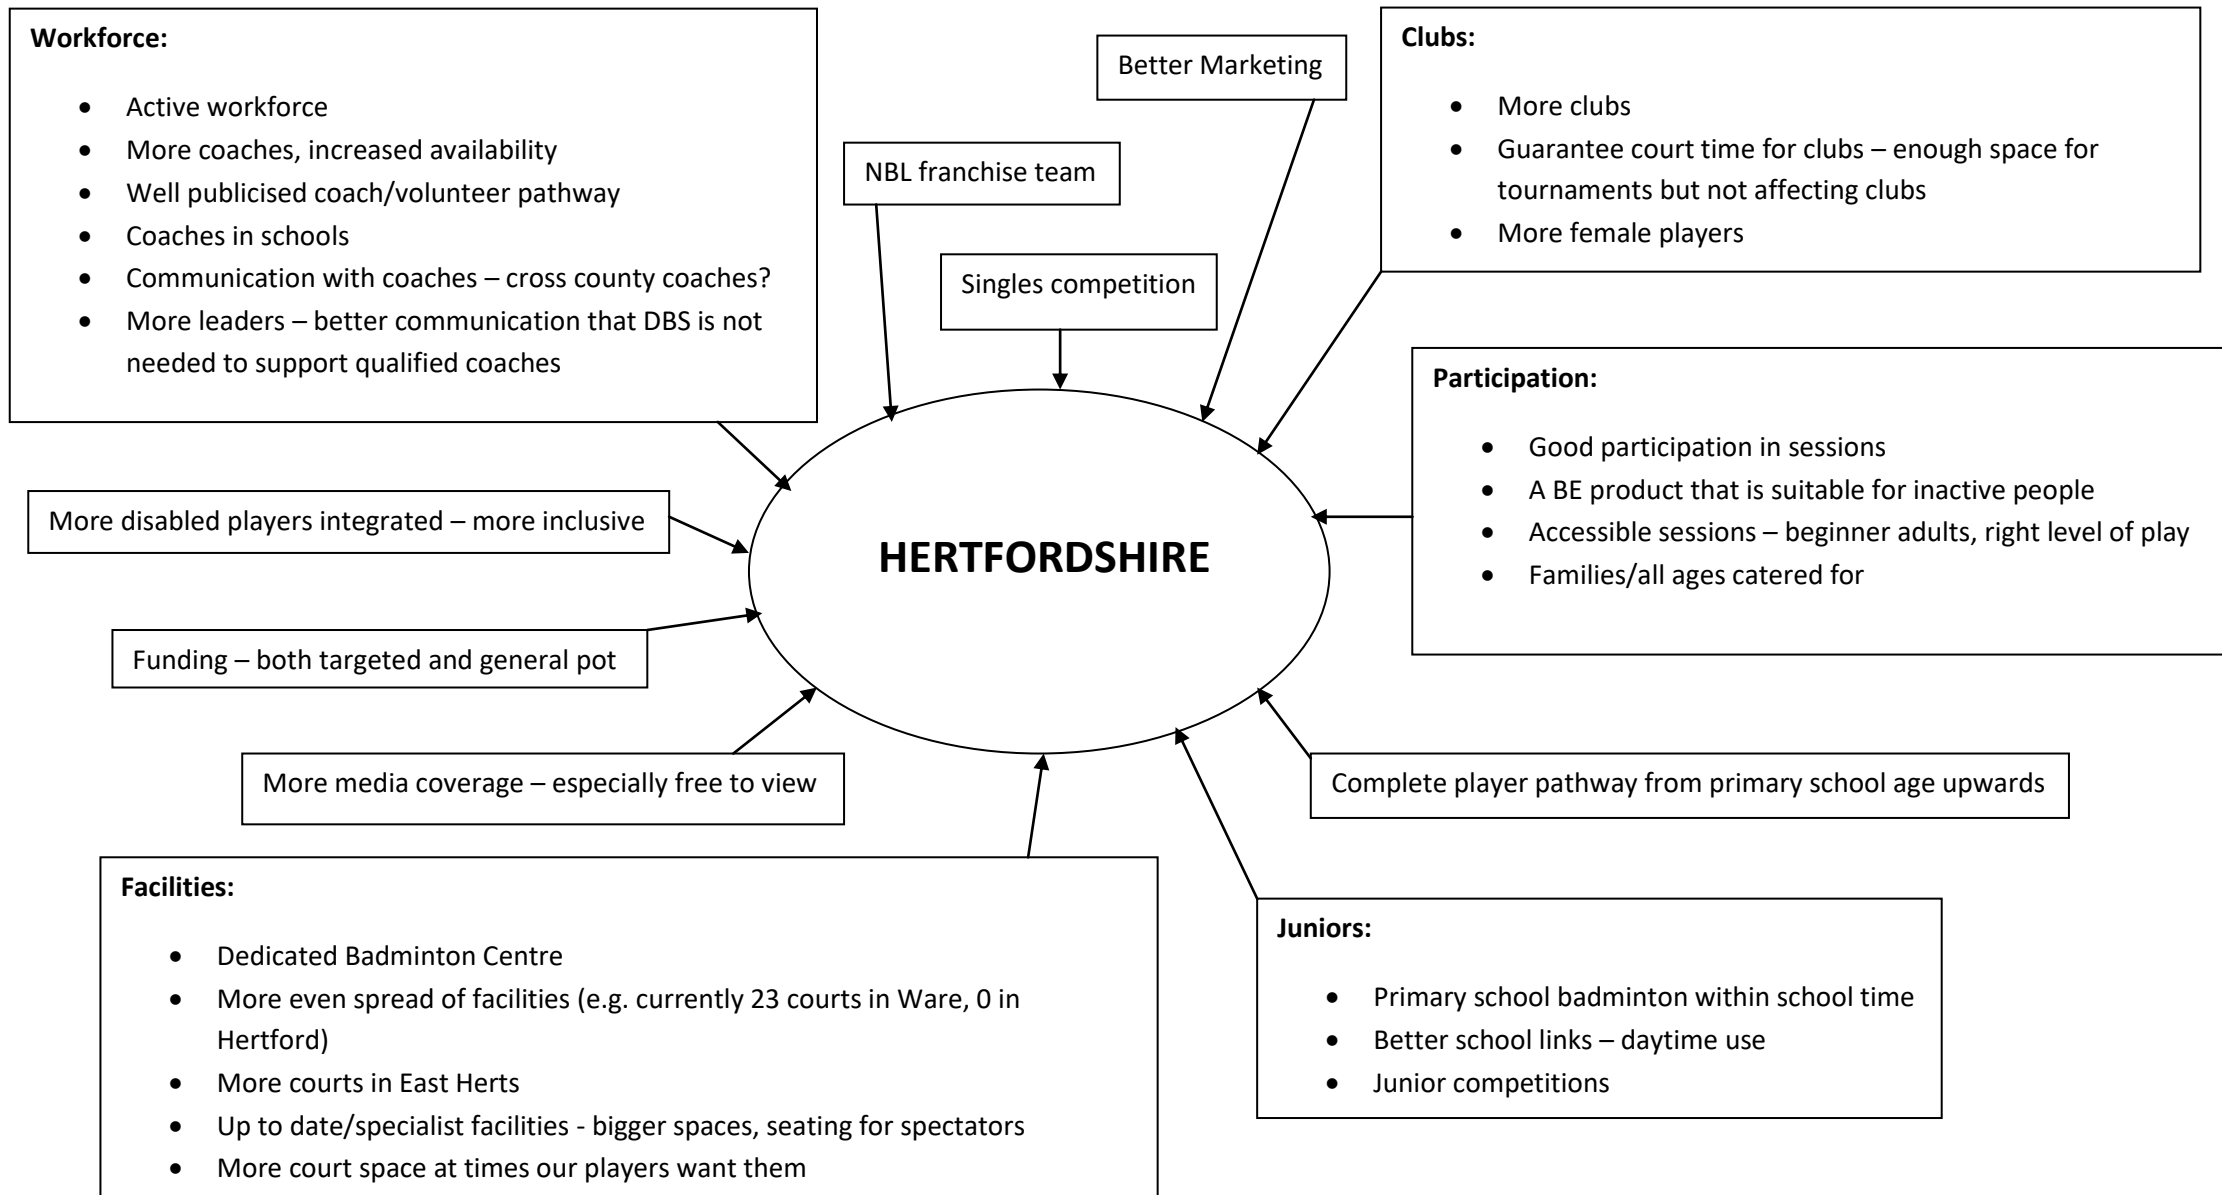 Workforce:
• Active workforce
• More coaches, increased availability
• Well publicised coach/volunteer pathway
• Coaches in schools
• Communication with coaches – cross county coaches?
• More leaders – better communication that DBS is not
needed to support qualified coaches
Better Marketing
NBL franchise team
Singles competition
Clubs:
• More clubs
• Guarantee court time for clubs – enough space for
tournaments but not affecting clubs
• More female players
Participation:
• Good participation in sessions
• A BE product that is suitable for inactive people
• Accessible sessions – beginner adults, right level of play
• Families/all ages catered for
More disabled players integrated – more inclusive
HERTFORDSHIRE
Funding – both targeted and general pot
More media coverage – especially free to view
Complete player pathway from primary school age upwards
Facilities:
• Dedicated Badminton Centre
• More even spread of facilities (e.g. currently 23 courts in Ware, 0 in
Hertford)
• More courts in East Herts
• Up to date/specialist facilities - bigger spaces, seating for spectators
• More court space at times our players want them
Juniors:
• Primary school badminton within school time
• Better school links – daytime use
• Junior competitions